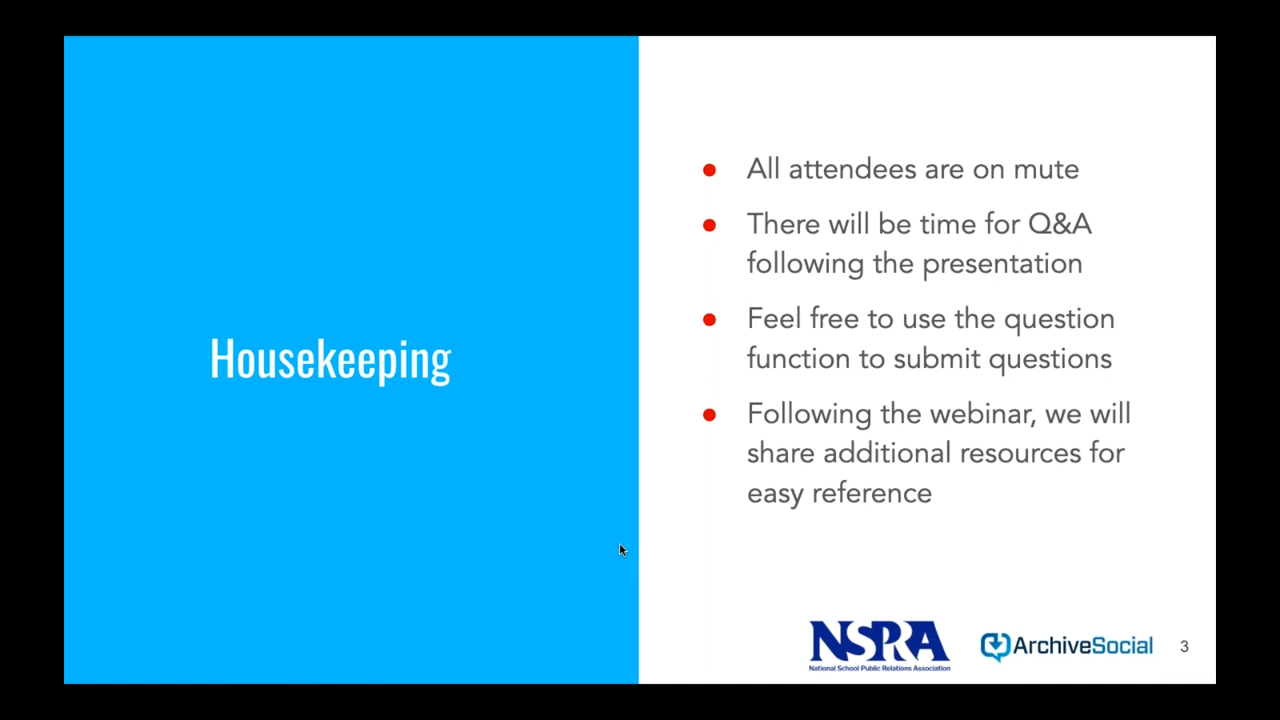 Housekeeping
All attendees are on mute
There will be time for Q&A
following the presentation
Feel free to use the question
function to submit questions
Following the webinar, we will
share additional resources for
easy reference
NSPRA
National School Public Relations Association
ArchiveSocial
3